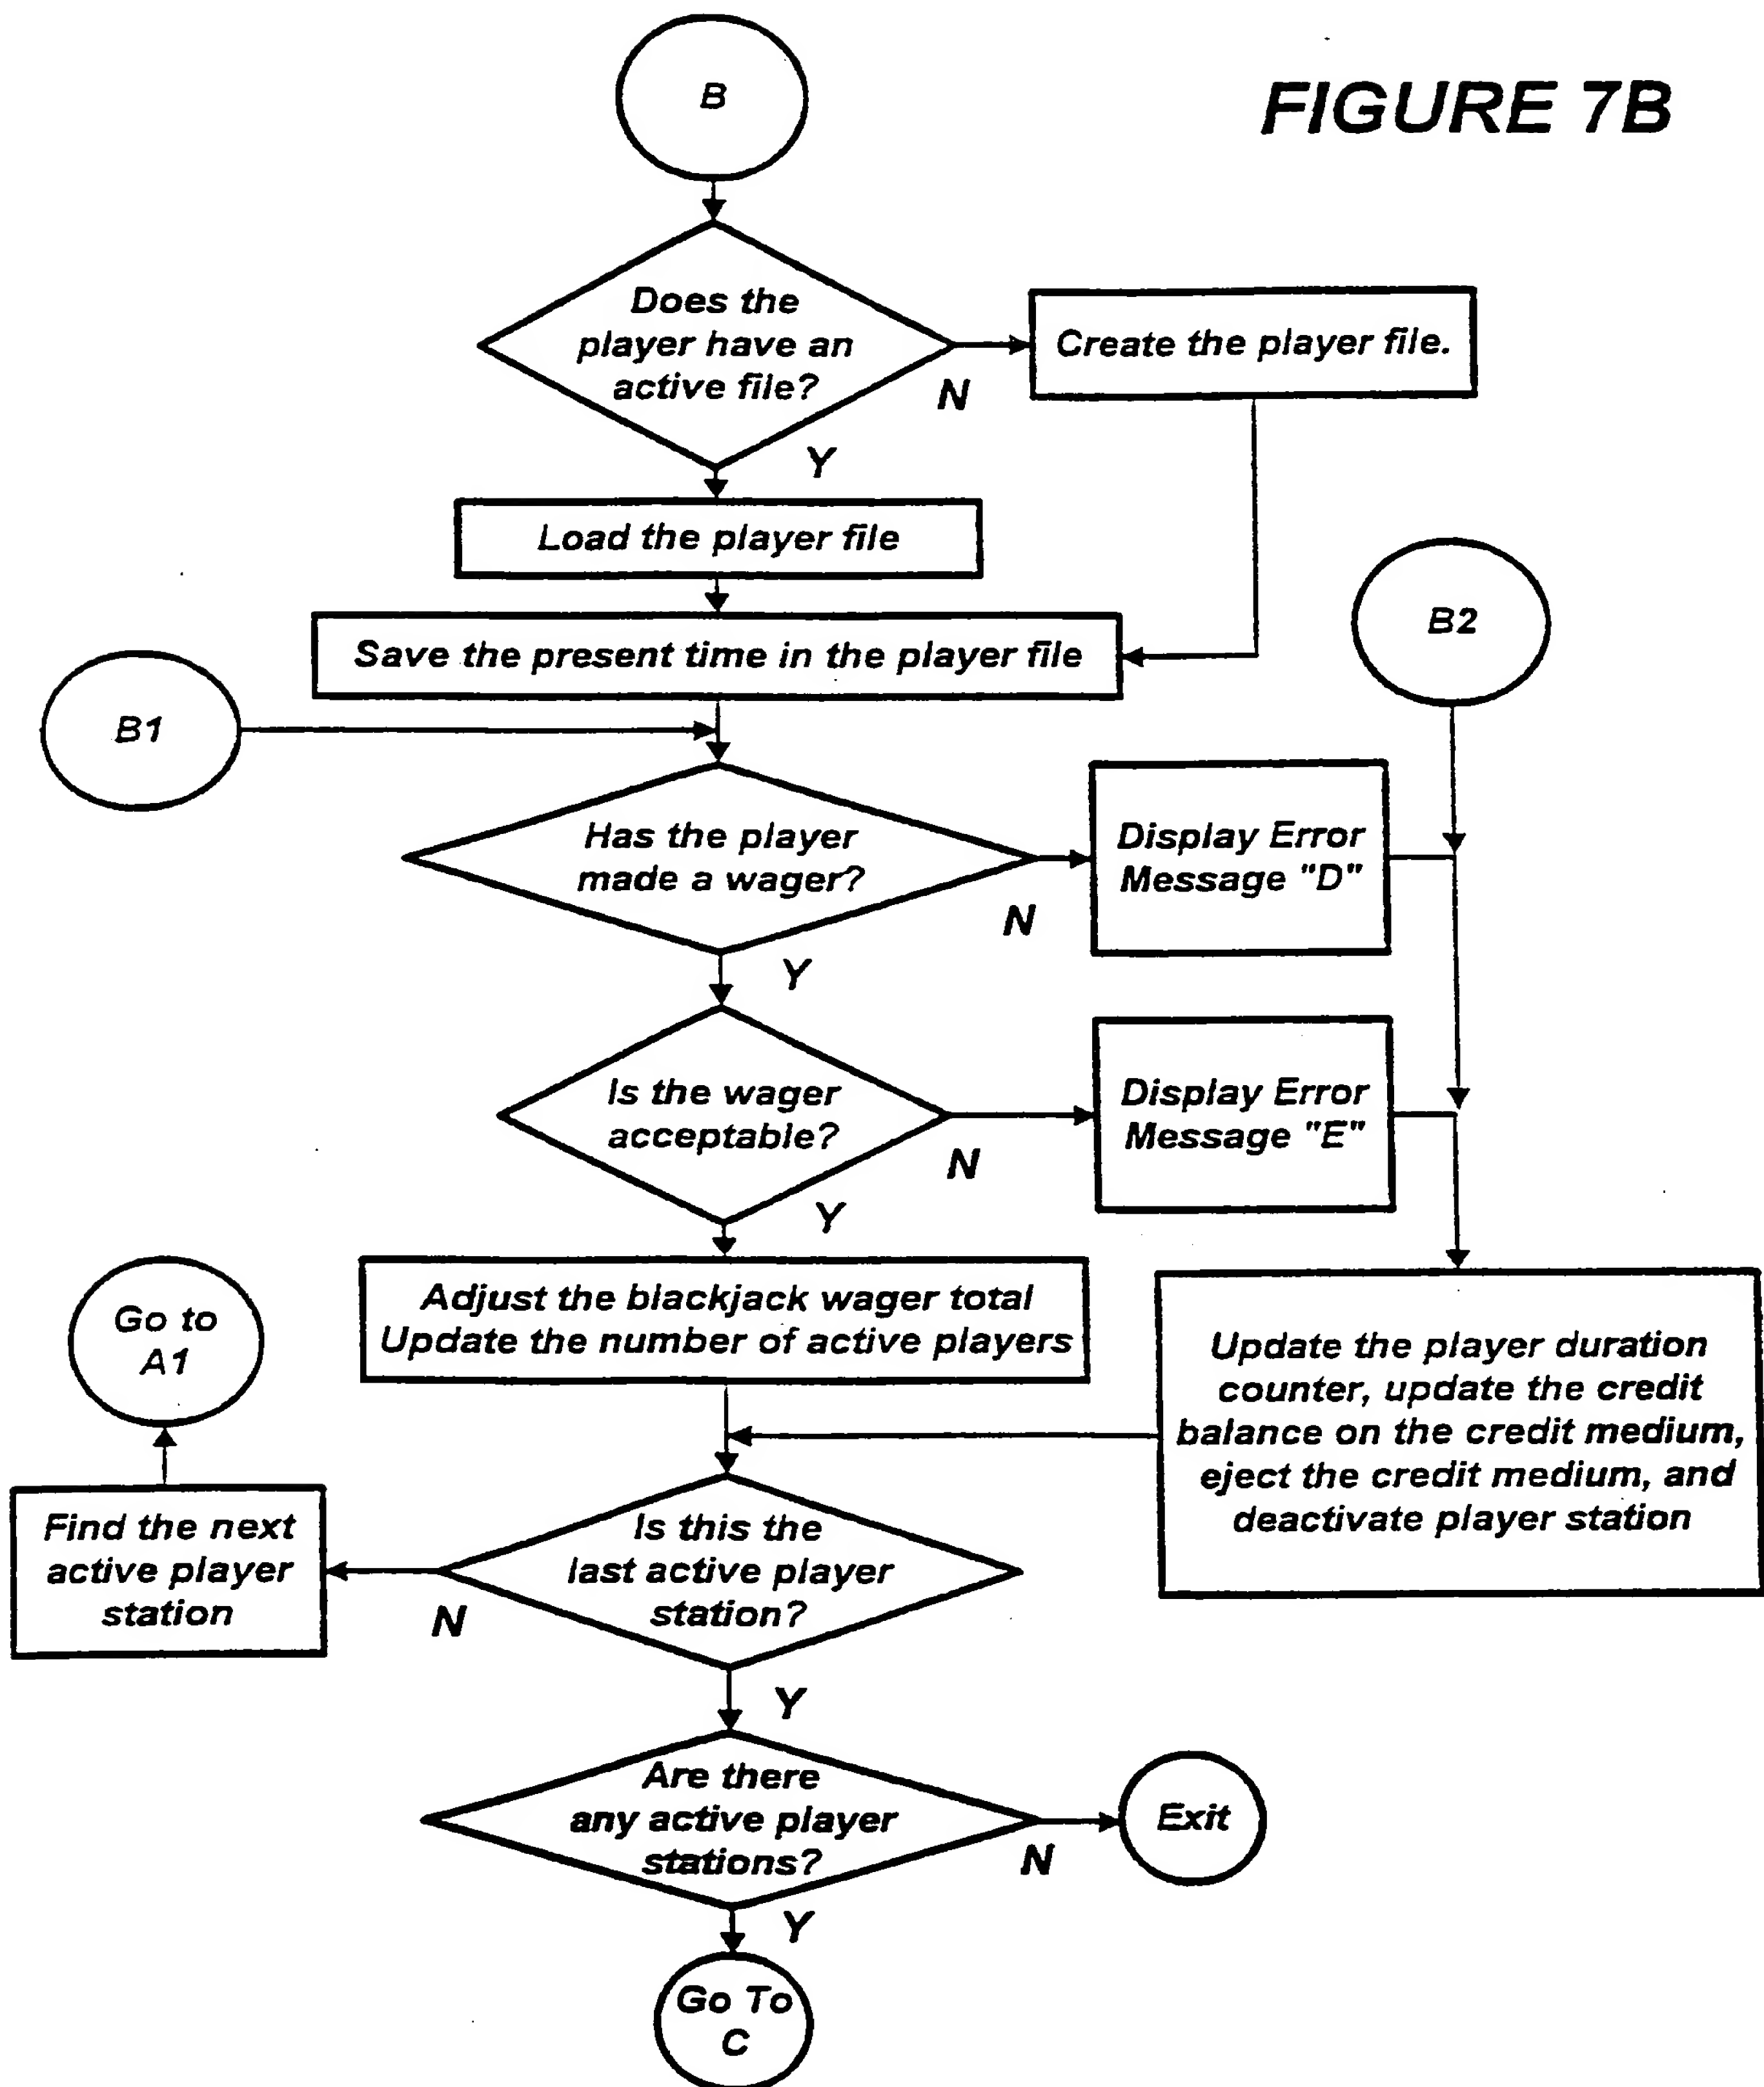 FIGURE 7B
B
Does the
player have an
active file?
N
Create the player file.
Y
Load the player file
B2
Save the present time in the player file
B1
Has the player
made a wager?
N
Display Error
Message "D"
Y
Is the wager
acceptable?
N
Display Error
Message "E"
Y
Adjust the blackjack wager total
Update the number of active players
Go to
A1
Update the player duration
counter, update the credit
balance on the credit medium,
eject the credit medium, and
deactivate player station
Find the next
active player
station
Is this the
last active player
station?
N
Y
Are there
any active player
stations?
N
Exit
Y
Go To
C